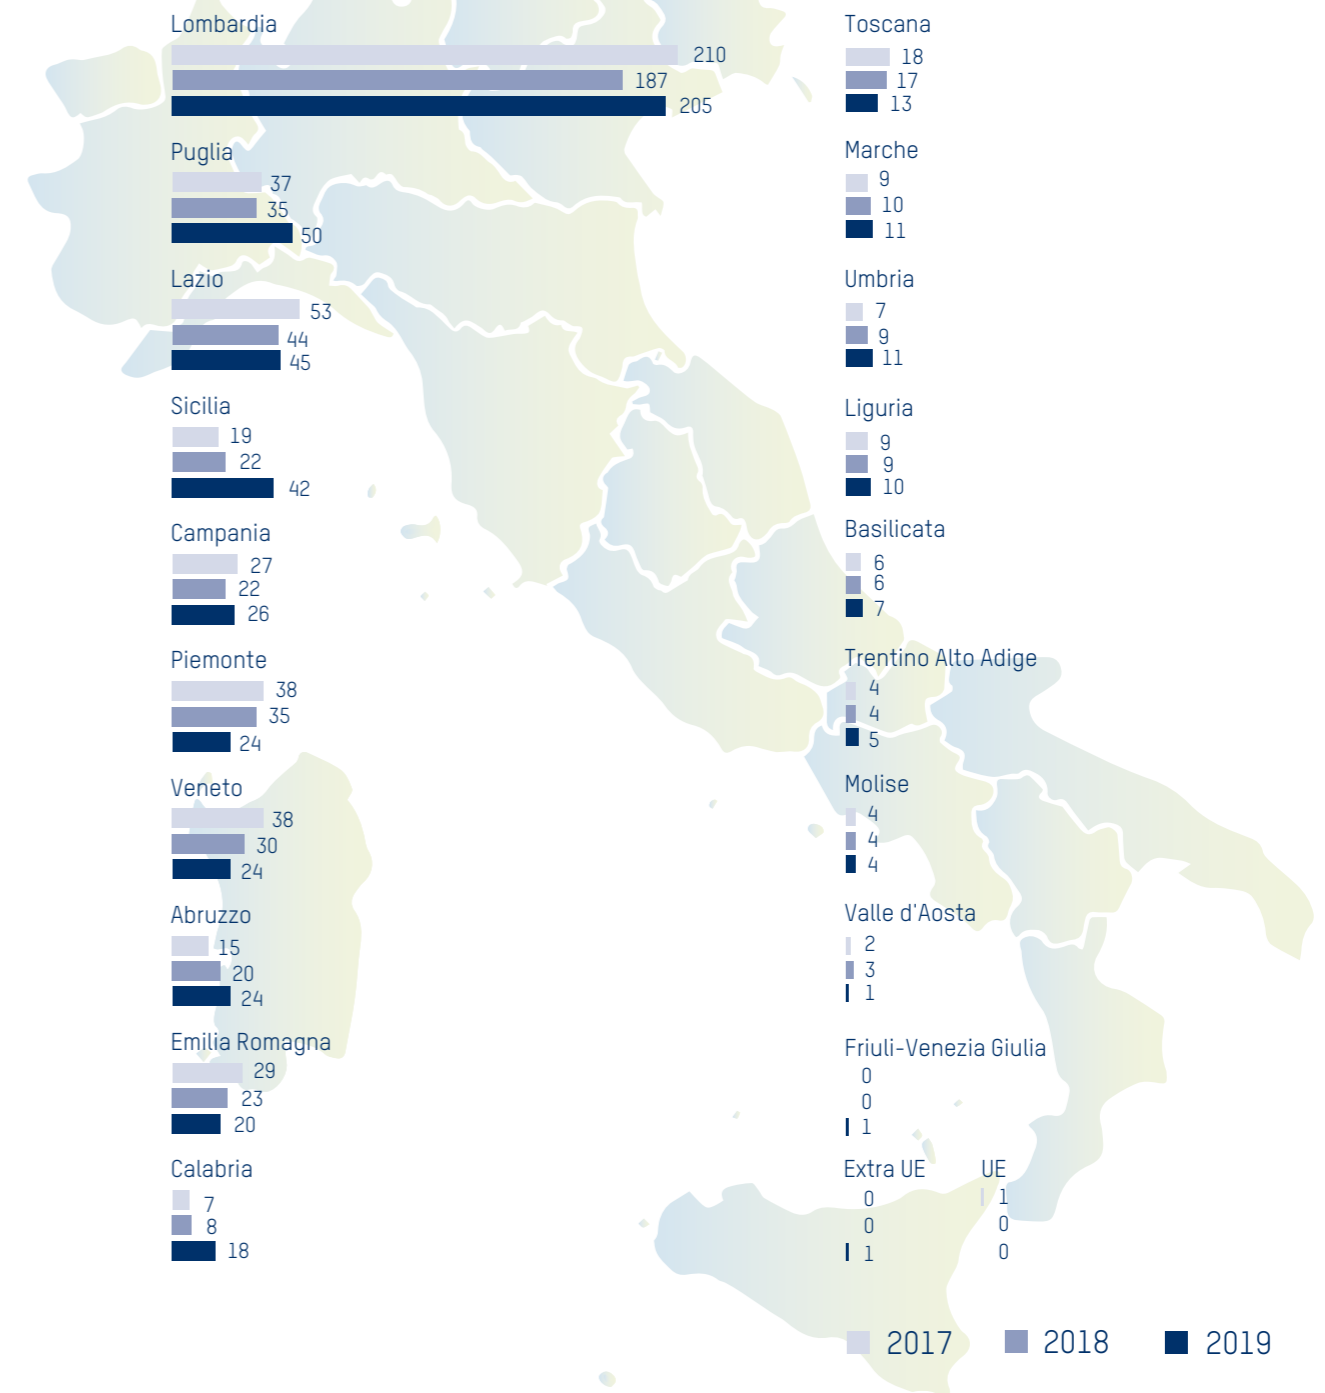 Lombardia
210
187
205
Puglia
37
35
50
Lazio
53
44
45
Sicilia
19
22
42
Campania
27
22
26
Piemonte
38
35
24
Veneto
38
30
24
Abruzzo
15
20
24
Emilia Romagna
29
23
20
Calabria
7
8
18
Toscana
18
17
13
Marche
9
10
11
Umbria
7
9
11
Liguria
9
9
10
Basilicata
6
6
7
Trentino Alto Adige
4
4
5
Molise
4
4
4
Valle d'Aosta
2
3
1
Friuli-Venezia Giulia
0
0
1
Extra UE
0
0
1
UE
1
0
0
2017 2018 2019